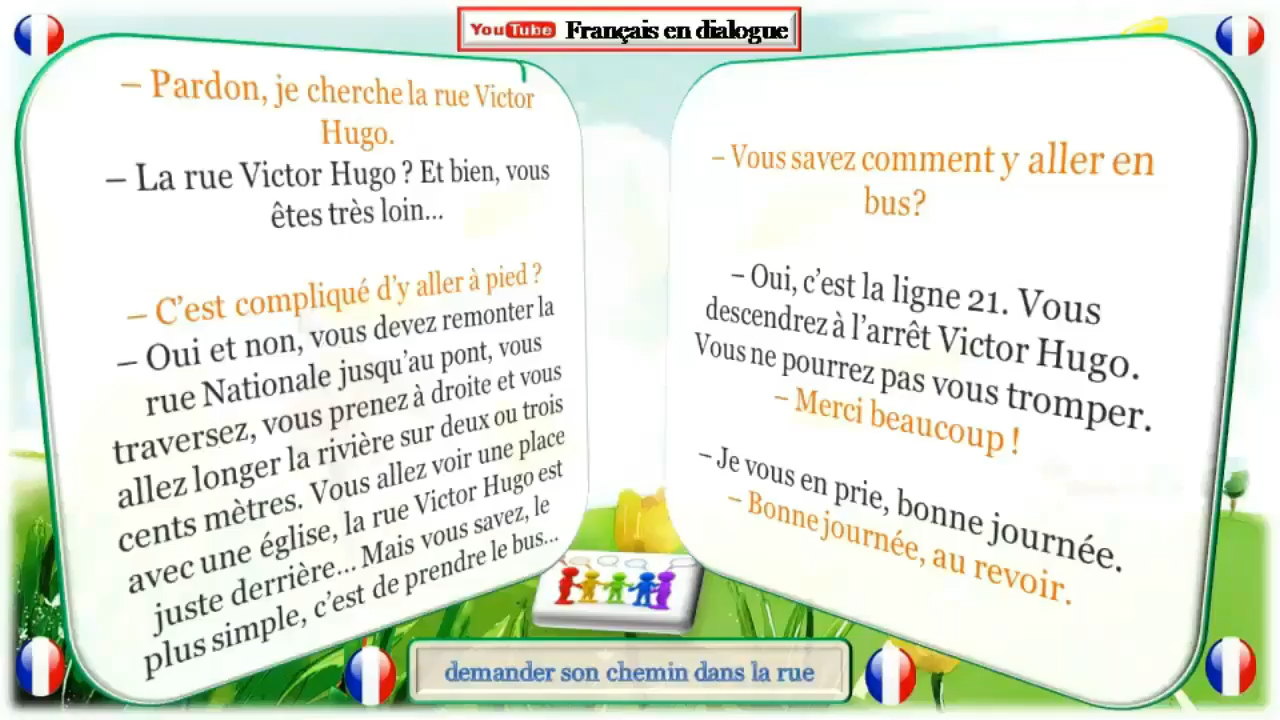 YouTube Français en dialogue
– Pardon, je cherche la rue Victor
Hugo.
– La rue Victor Hugo ? Et bien, vous
êtes très loin...
– C'est compliqué d'y aller à pied ?
– Oui et non, vous devez remonter la
rue Nationale jusqu'au pont, vous
traversez, vous prenez à droite et vous
allez longer la rivière sur deux ou trois
cents mètres. Vous allez voir une place
avec une église, la rue Victor Hugo est
juste derrière... Mais vous savez, le
plus simple, c'est de prendre le bus...
– Vous savez comment y aller en
bus?
– Oui, c'est la ligne 21. Vous
descendrez à l'arrêt Victor Hugo.
Vous ne pourrez pas vous tromper.
– Merci beaucoup !
– Je vous en prie, bonne journée.
– Bonne journée, au revoir.
demander son chemin dans la rue